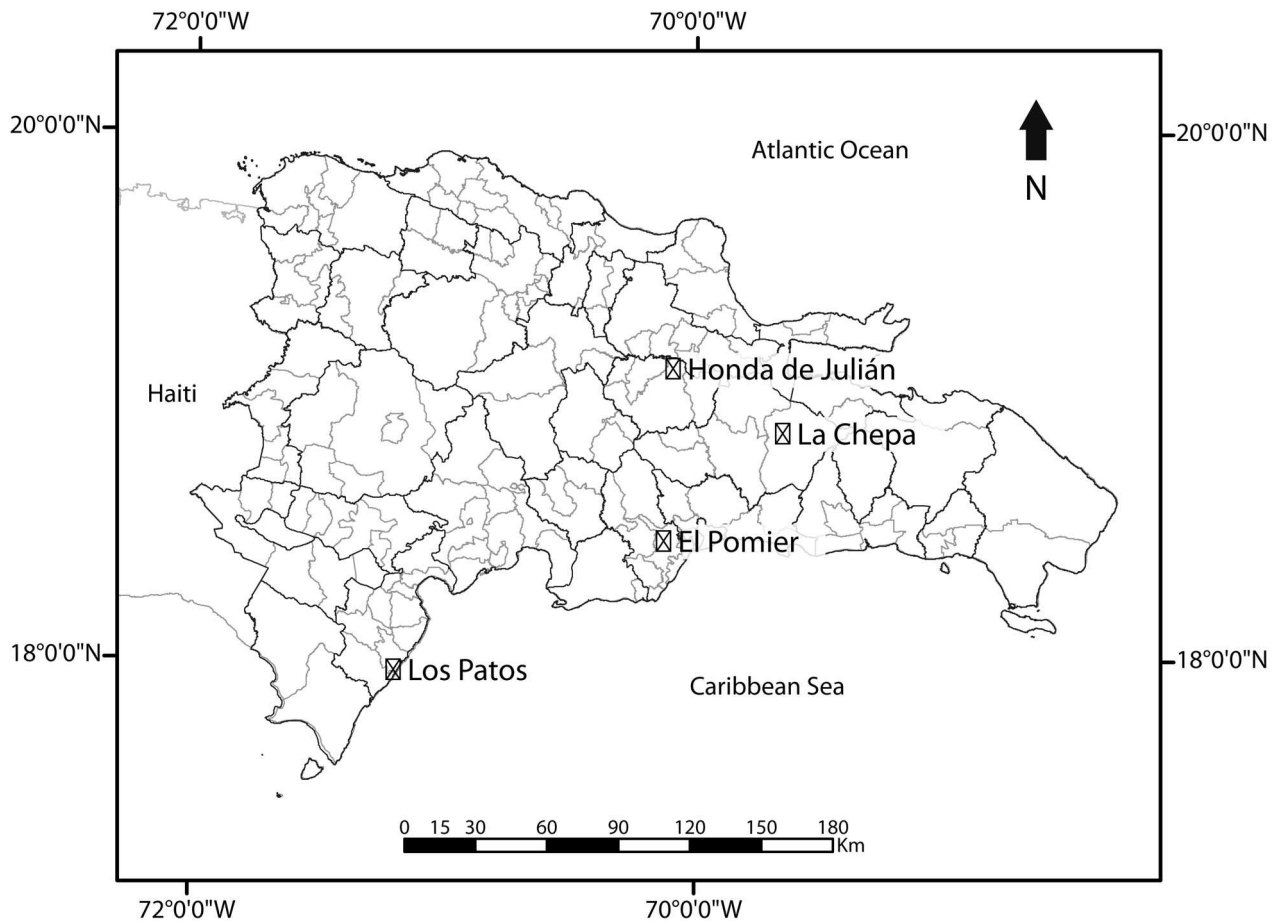 72°0'0"W 70°0'0"W
20°0'0"N 20°0'0"N
Atlantic Ocean
N
Honda de Julián
Haiti
La Chepa
El Pomier
18°0'0"N 18°0'0"N
Los Patos
Caribbean Sea
0 15 30 60 90 120 150 180
Km
72°0'0"W 70°0'0"W